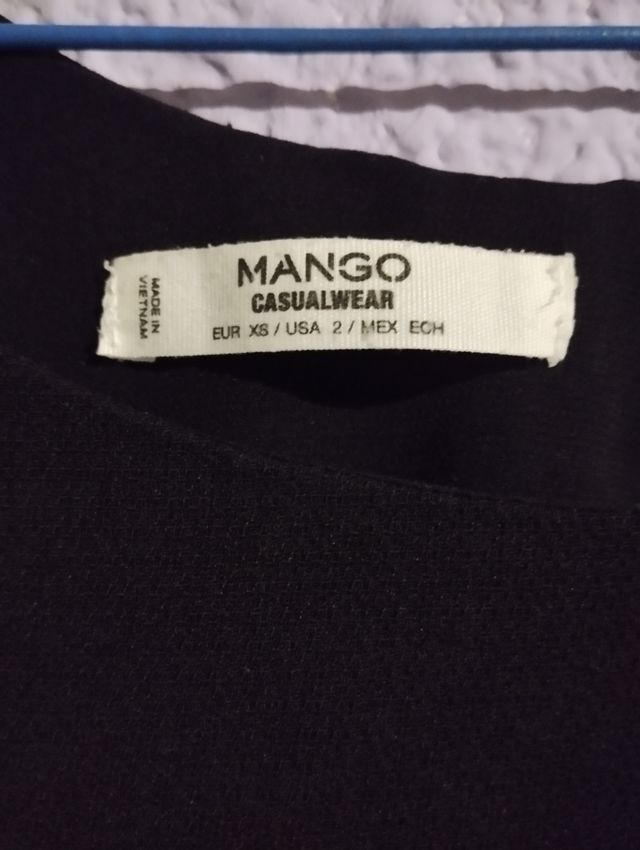 MANGO
CASUALWEAR
EUR XS / USA 2 / MEX ECH
MADE IN
VIETNAM